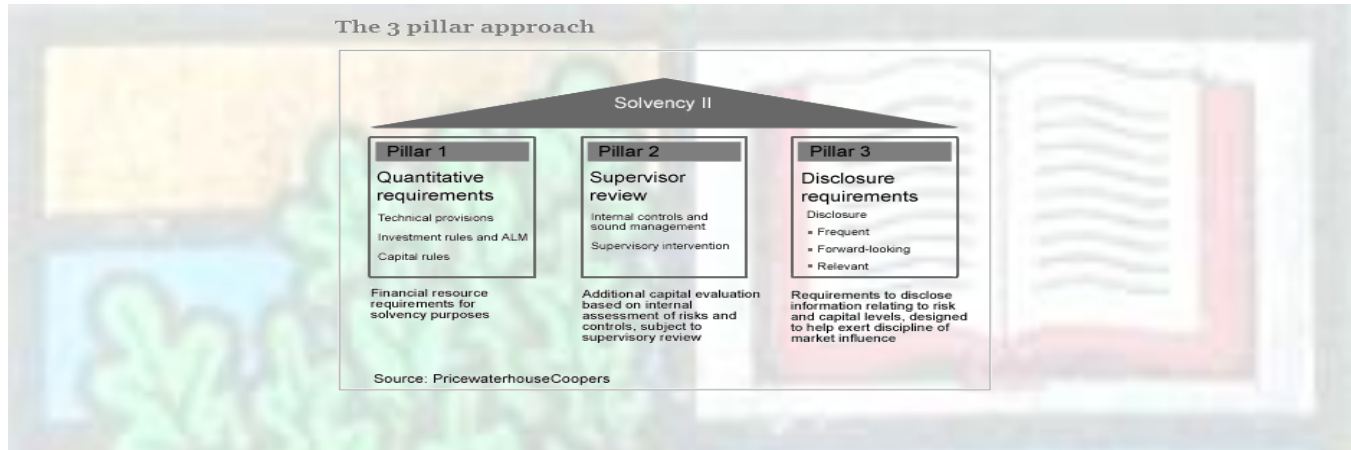 The 3 pillar approach
Solvency II
Pillar 1
Quantitative
requirements
Technical provisions
Investment rules and ALM
Capital rules
Financial resource
requirements for
solvency purposes
Pillar 2
Supervisor
review
Internal controls and
sound management
Supervisory intervention
Additional capital evaluation
based on internal
assessment of risks and
controls, subject to
supervisory review
Pillar 3
Disclosure
requirements
Disclosure
▪ Frequent
▪ Forward-looking
▪ Relevant
Requirements to disclose
information relating to risk
and capital levels, designed
to help exert discipline of
market influence
Source: PricewaterhouseCoopers